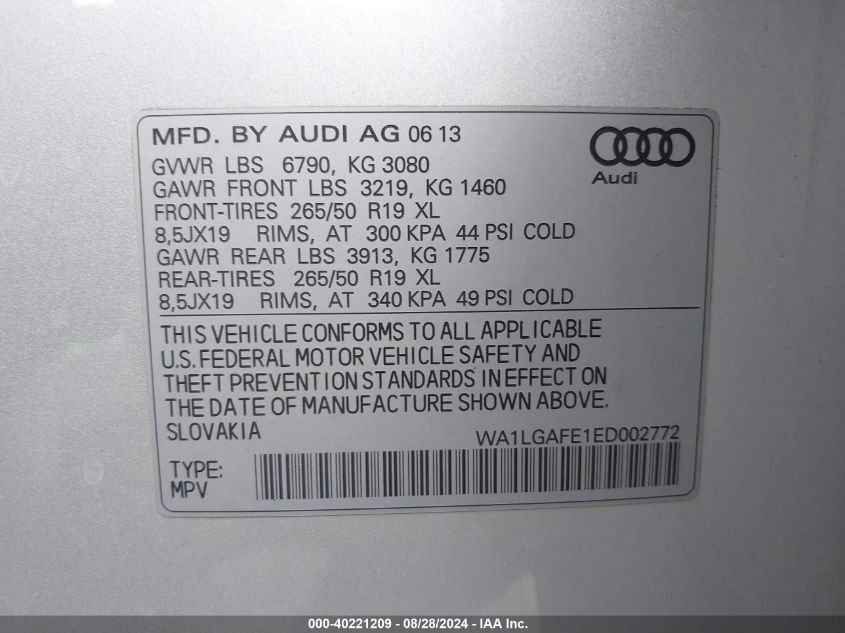 MFD. BY AUDI AG 06 13
Audi
GVWR LBS 6790, KG 3080
GAWR FRONT LBS 3219, KG 1460
FRONT-TIRES 265/50 R19 XL
8,5JX19 RIMS, AT 300 KPA 44 PSI COLD
GAWR REAR LBS 3913, KG 1775
REAR-TIRES 265/50 R19 XL
8,5JX19 RIMS, AT 340 KPA 49 PSI COLD
THIS VEHICLE CONFORMS TO ALL APPLICABLE
U.S. FEDERAL MOTOR VEHICLE SAFETY AND
THEFT PREVENTION STANDARDS IN EFFECT ON
THE DATE OF MANUFACTURE SHOWN ABOVE.
SLOVAKIA WA1LGAFE1ED002772
TYPE:
MPV
000-40221209 - 08/28/2024 - IAA Inc.